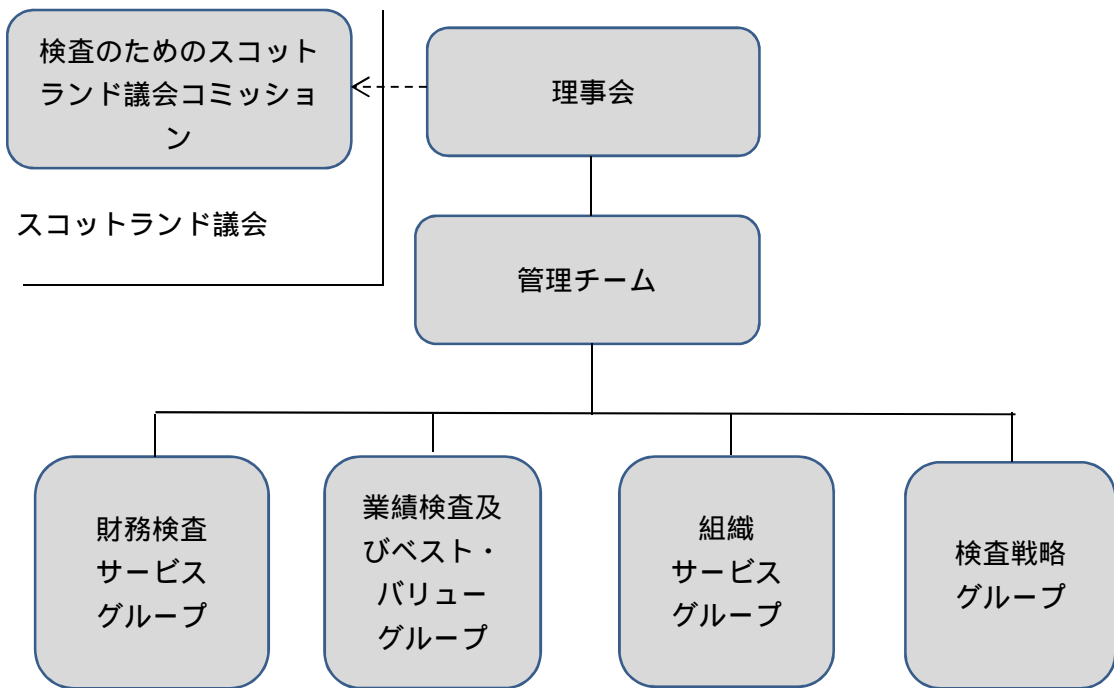 検査のためのスコット
ランド議会コミッショ
ン
理事会
スコットランド議会
管理チーム
財務検査
サービス
グループ
業績検査及
びベスト・
バリュー
グループ
組織
サービス
グループ
検査戦略
グループ